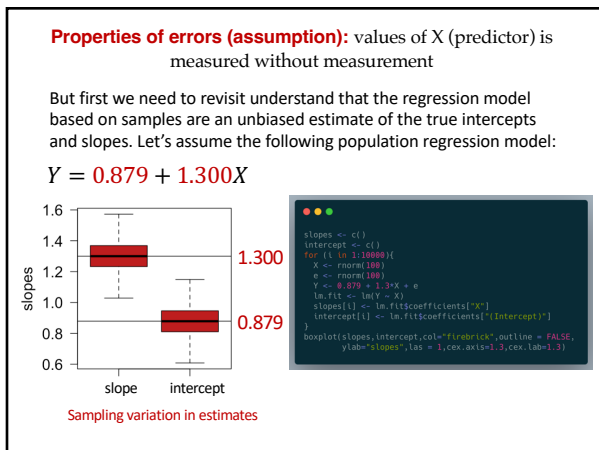 Properties of errors (assumption): values of X (predictor) is
measured without measurement
But first we need to revisit understand that the regression model
based on samples are an unbiased estimate of the true intercepts
and slopes. Let's assume the following population regression model:
Y = 0.879 + 1.300X
1.6
1.4
1.2
1.0
0.8
0.6
slopes
1.300
0.879
slope intercept
Sampling variation in estimates
slopes <- c()
intercept <- c()
for (i in 1:10000){
X <- rnorm(100)
e <- rnorm(100)
Y <- 0.879 + 1.3*X + e
lm.fit <- lm(Y ~ X)
slopes[i] <- lm.fit$coefficients["X"]
intercept[i] <- lm.fit$coefficients["(Intercept)"]
}
boxplot(slopes,intercept,col="firebrick",outline = FALSE,
ylab="slopes",las = 1,cex.axis=1.3,cex.lab=1.3)